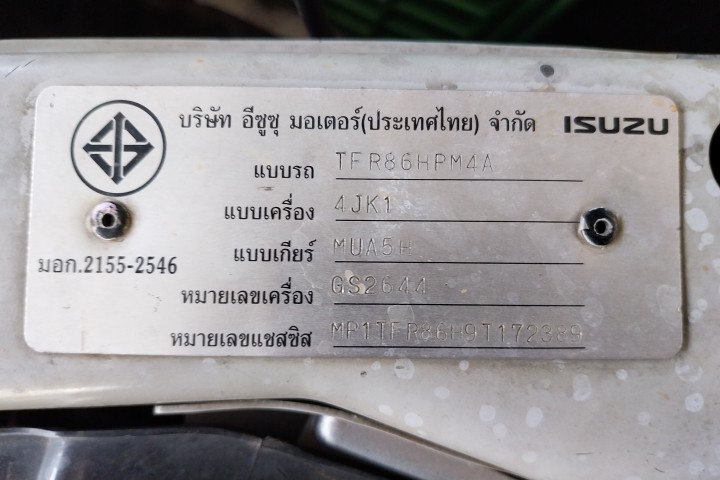 บริษัท อีซูซุ มอเตอร์(ประเทศไทย) จำกัด ISUZU
แบบรถ TFR86HPM4A
แบบเครื่อง 4JK1
แบบเกียร์ MUA5H
มอก.2155-2546
หมายเลขเครื่อง GS2644
หมายเลขแชสซิส